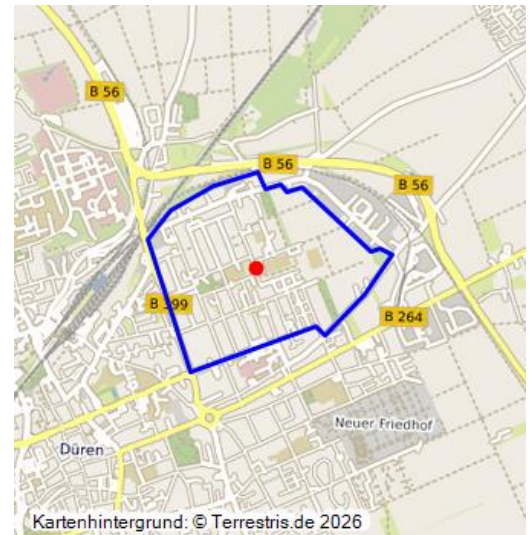 B 56
B 56
B 56
B 399
B 264
Neuer Friedhof
Düren
Kartenhintergrund: © Terrestris.de 2026